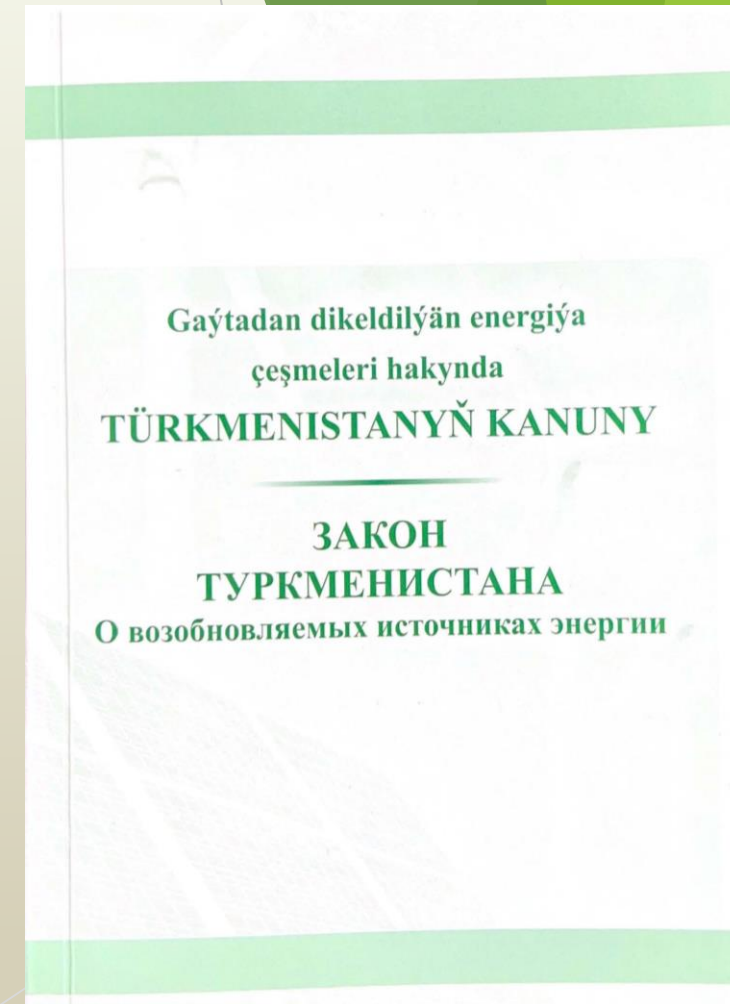 Gaýtadan dikeldilýän energiýa
çeşmeleri hakynda
TÜRKMENISTANYŇ KANUNY
ЗАКОН
ТУРКМЕНИСТАНА
О возобновляемых источниках энергии